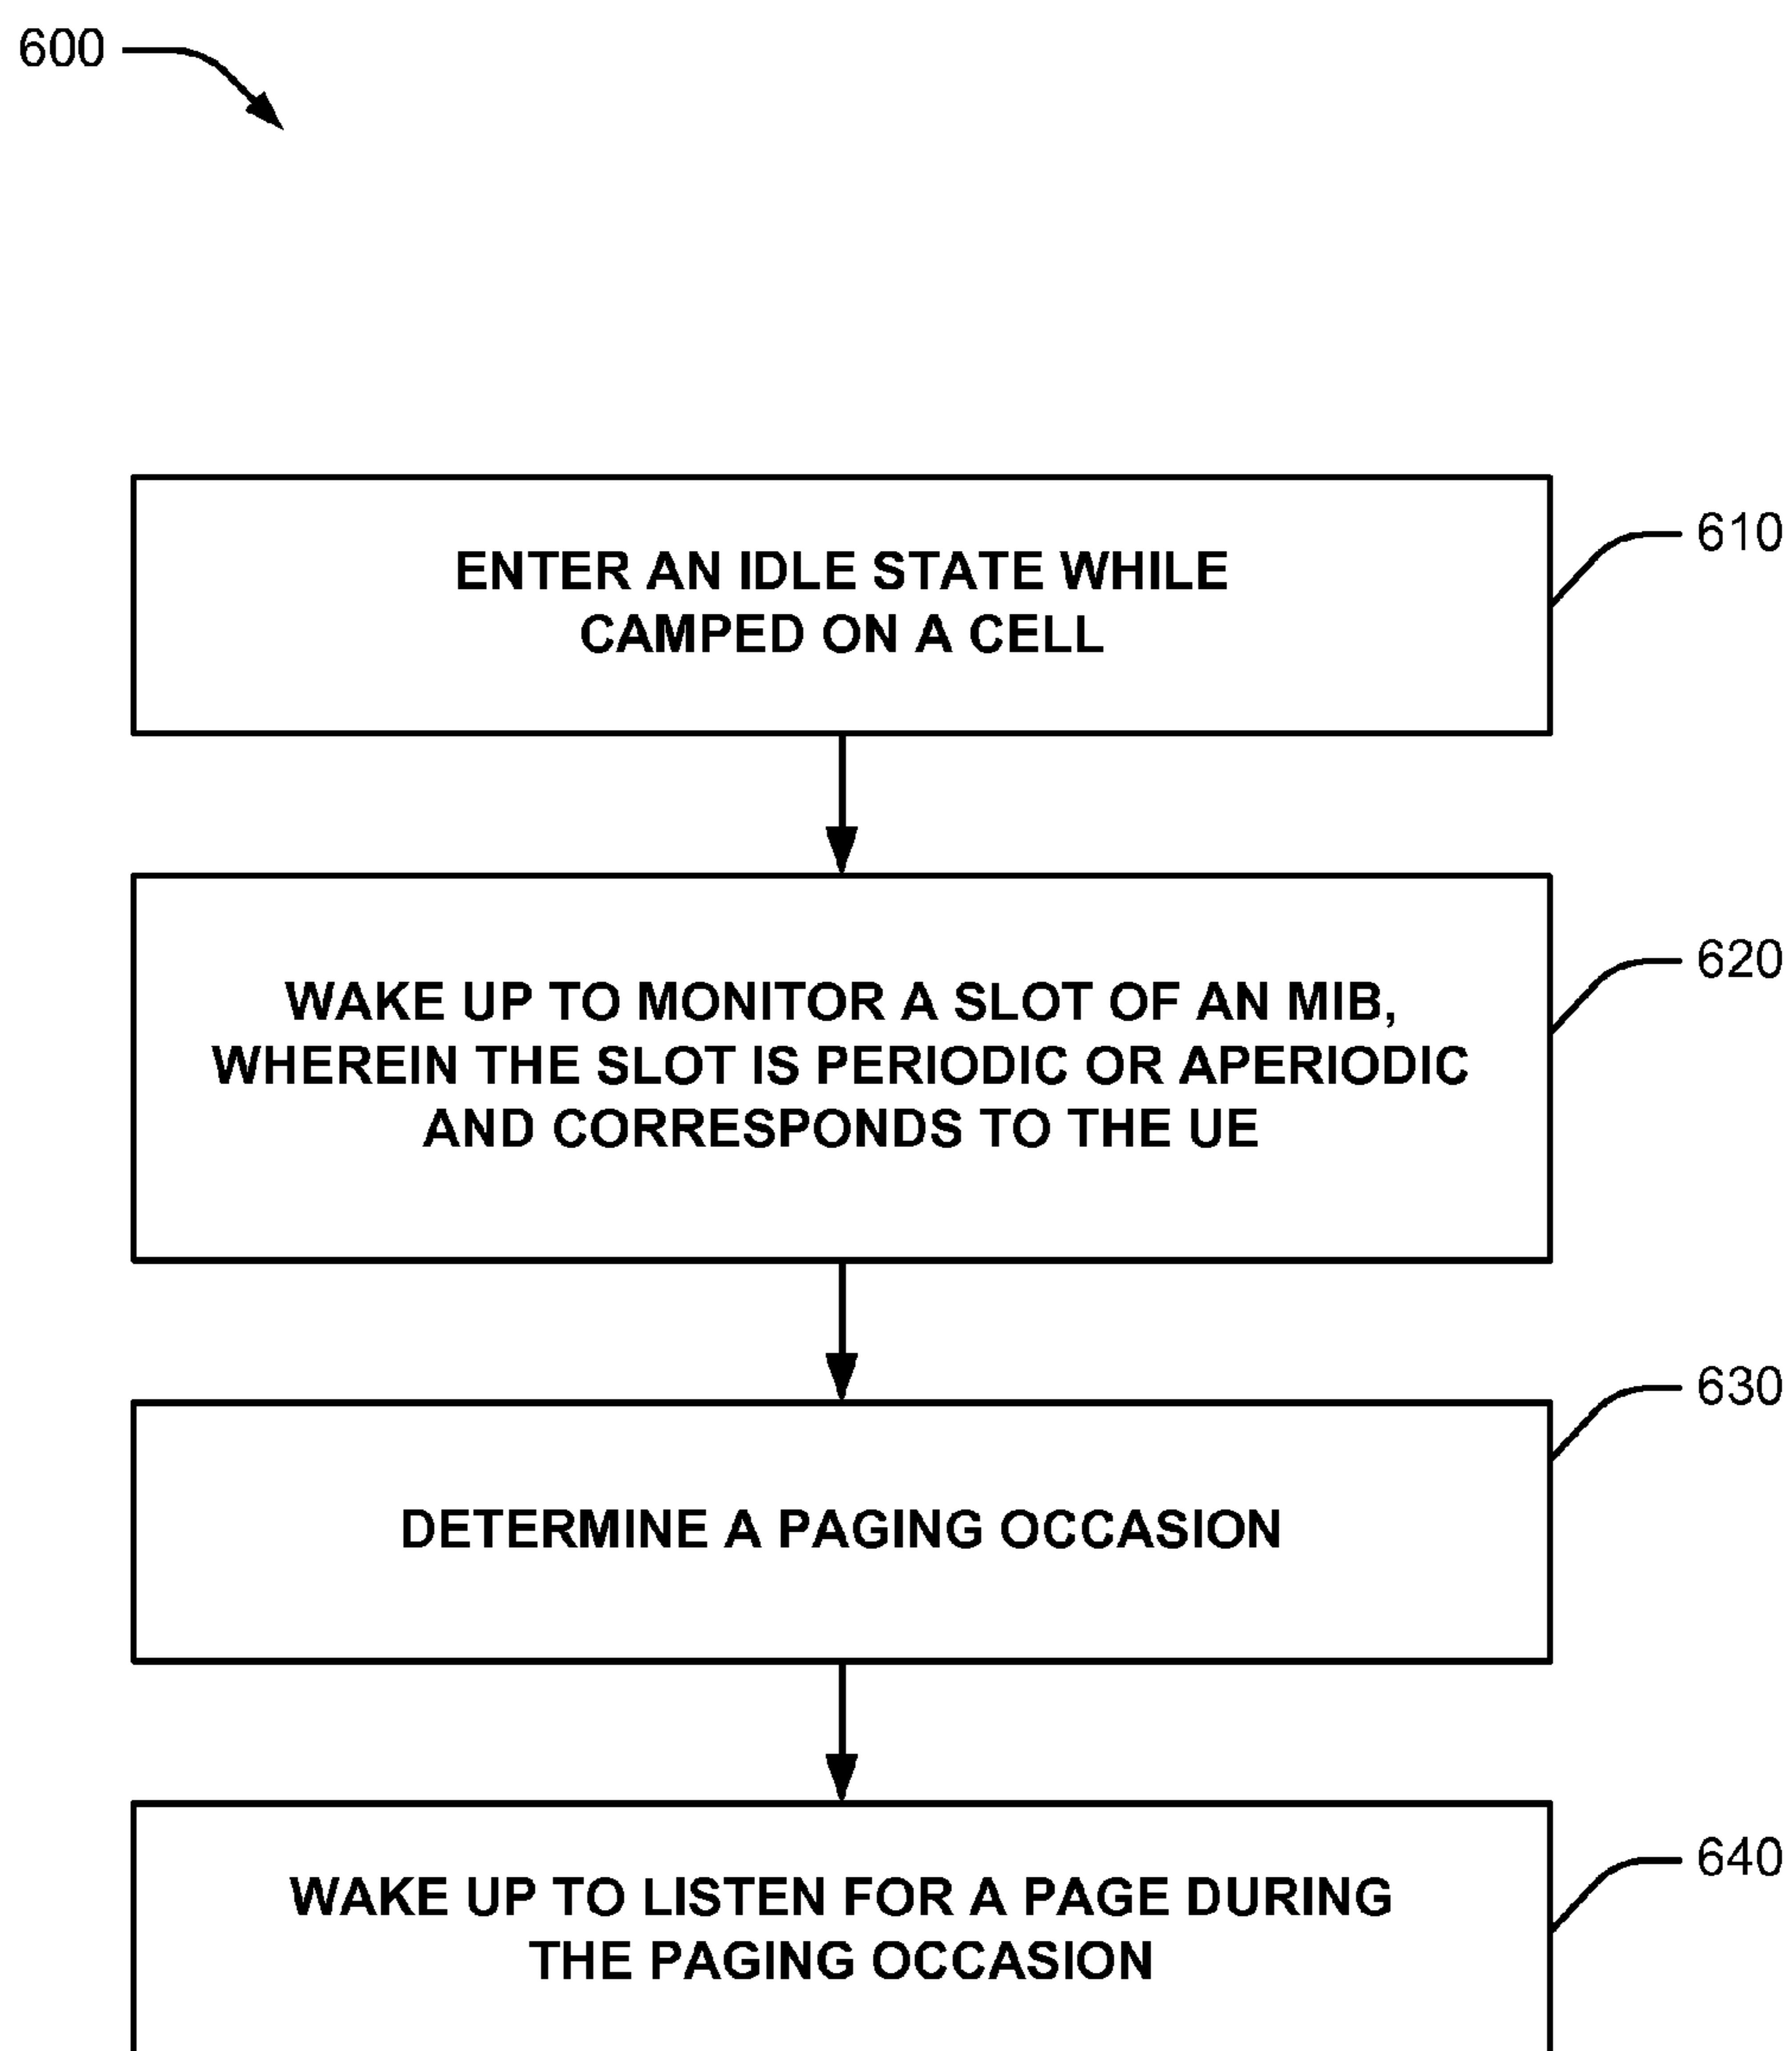 600
ENTER AN IDLE STATE WHILE
CAMPED ON A CELL
610
WAKE UP TO MONITOR A SLOT OF AN MIB,
WHEREIN THE SLOT IS PERIODIC OR APERIODIC
AND CORRESPONDS TO THE UE
620
DETERMINE A PAGING OCCASION
630
WAKE UP TO LISTEN FOR A PAGE DURING
THE PAGING OCCASION
640